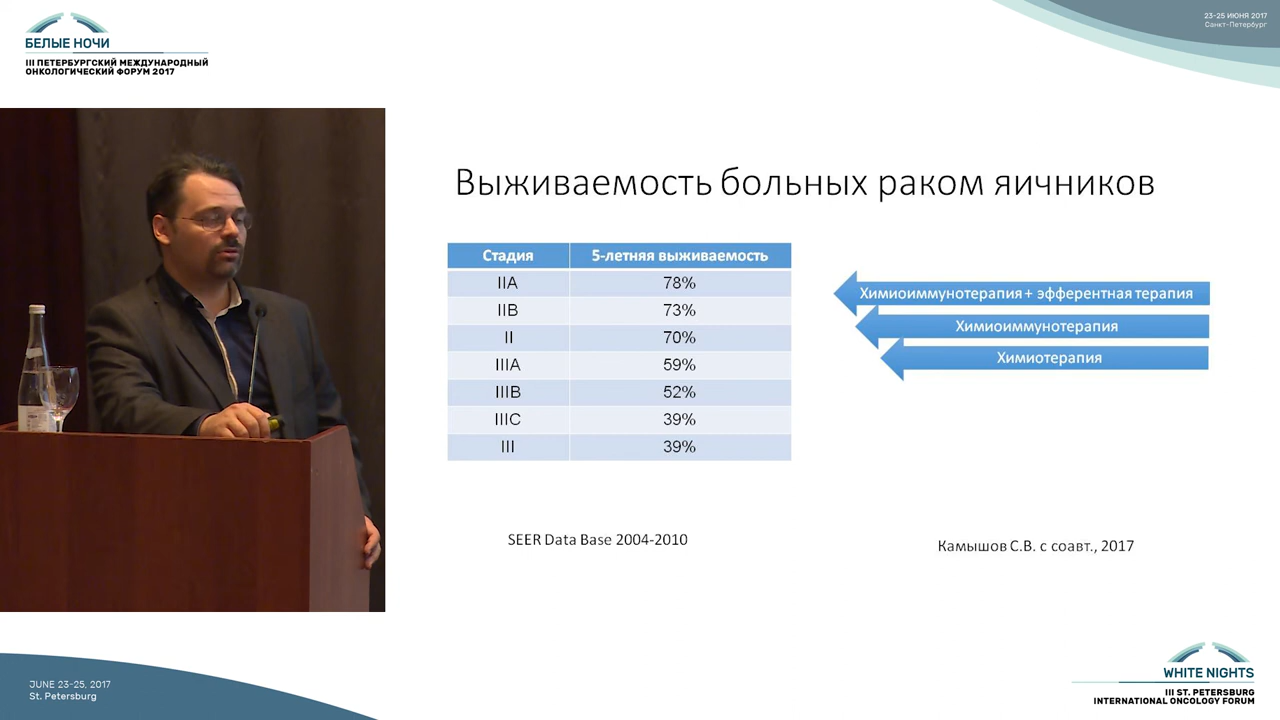 БЕЛЫЕ НОЧИ
III ПЕТЕРБУРГСКИЙ МЕЖДУНАРОДНЫЙ
ОНКОЛОГИЧЕСКИЙ ФОРУМ 2017
23-25 ИЮНЯ 2017
Санкт-Петербург
Выживаемость больных раком яичников
Стадия 5-летняя выживаемость
IIA 78%
IIB 73%
II 70%
IIIA 59%
IIIB 52%
IIIC 39%
III 39%
Химиоиммунотерапия + эфферентная терапия
Химиоиммунотерапия
Химиотерапия
SEER Data Base 2004-2010
Камышов С.В. с соавт., 2017
JUNE 23-25, 2017
St. Petersburg
WHITE NIGHTS
III ST. PETERSBURG
INTERNATIONAL ONCOLOGY FORUM